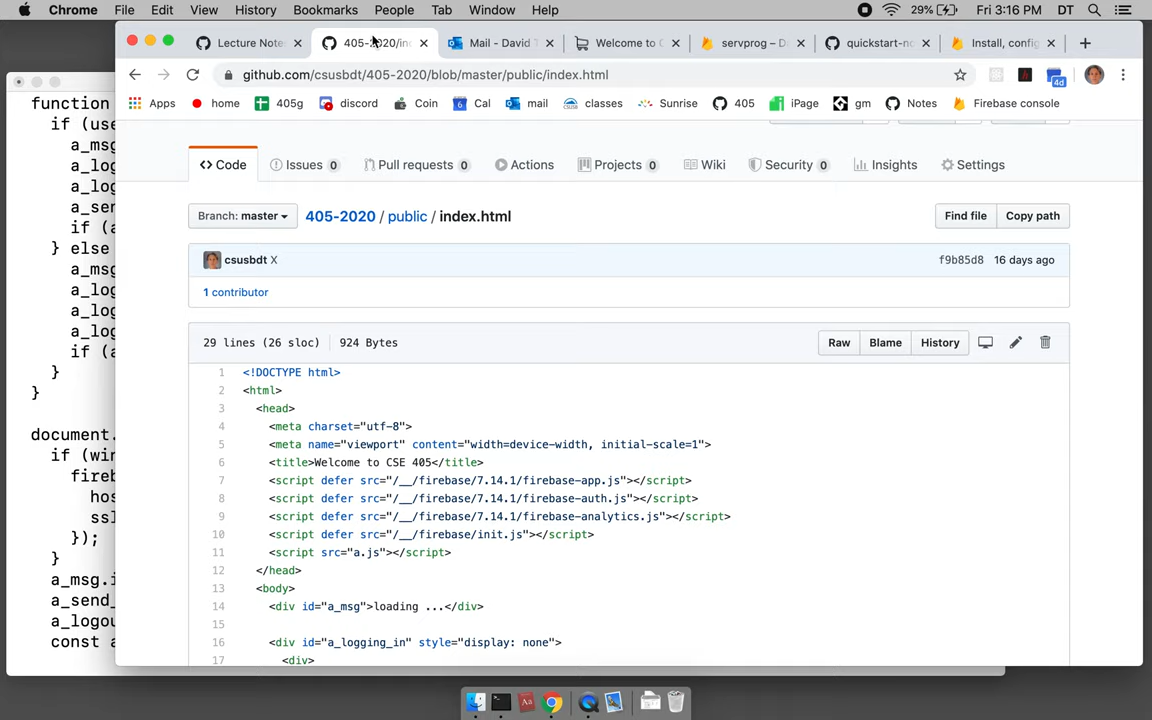 Chrome File Edit View History Bookmarks People Tab Window Help 29% Fri 3:16 PM DT
Lecture Note 405-2020/in Mail - David T Welcome to servprog – D quickstart-n Install, config
github.com/csusbdt/405-2020/blob/master/public/index.html
Apps home 405g discord Coin 6 Cal mail classes Sunrise 405 iPage gm Notes Firebase console
4d
function
if (use
a_ms
a_log
a_log
a_se
if (a
} else
a_ms
a_log
a_log
a_log
if (a
}
}
document.
if (win
fireb
hos
ssl
});
}
a_msg.i
a_send_
a_logou
const a
Code Issues 0 Pull requests 0 Actions Projects 0 Wiki Security 0 Insights Settings
Branch: master 405-2020 / public / index.html Find file Copy path
csusbdt X f9b85d8 16 days ago
1 contributor
29 lines (26 sloc) 924 Bytes Raw Blame History
1 <!DOCTYPE html>
2 <html>
3 <head>
4 <meta charset="utf-8">
5 <meta name="viewport" content="width=device-width, initial-scale=1">
6 <title>Welcome to CSE 405</title>
7 <script defer src="/__/firebase/7.14.1/firebase-app.js"></script>
8 <script defer src="/__/firebase/7.14.1/firebase-auth.js"></script>
9 <script defer src="/__/firebase/7.14.1/firebase-analytics.js"></script>
10 <script defer src="/__/firebase/init.js"></script>
11 <script src="a.js"></script>
12 </head>
13 <body>
14 <div id="a_msg">loading ...</div>
15
16 <div id="a_logging_in" style="display: none">
17 <div>